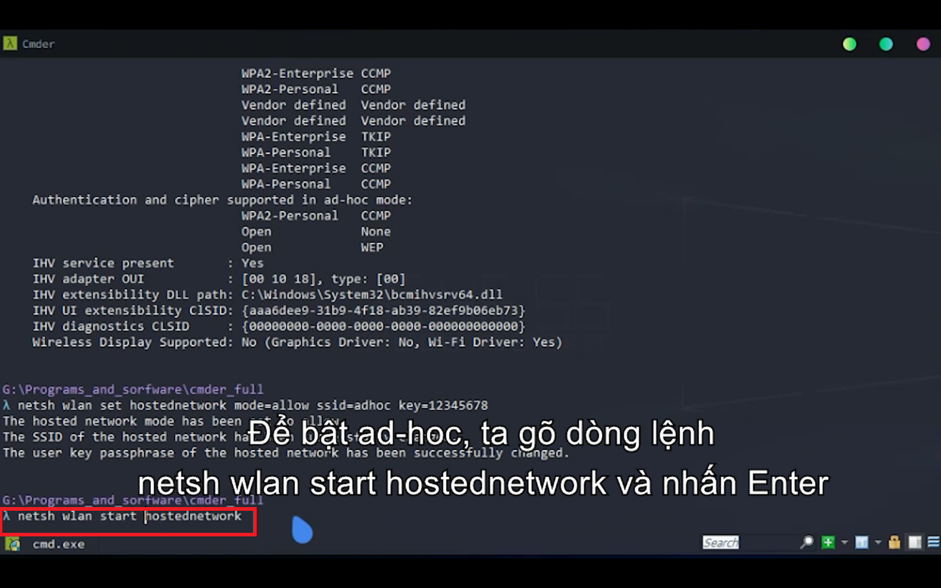 Cmder
WPA2-Enterprise CCMP
WPA2-Personal CCMP
Vendor defined Vendor defined
Vendor defined Vendor defined
WPA-Enterprise TKIP
WPA-Personal TKIP
WPA-Enterprise CCMP
WPA-Personal CCMP
Authentication and cipher supported in ad-hoc mode:
WPA2-Personal CCMP
Open None
Open WEP
IHV service present : Yes
IHV adapter OUI : [00 10 18], type: [00]
IHV extensibility DLL path: C:\Windows\System32\bcmihvsrv64.dll
IHV UI extensibility ClSID: {aaa6dee9-31b9-4f18-ab39-82ef9b06eb73}
IHV diagnostics CLSID : {00000000-0000-0000-0000-000000000000}
Wireless Display Supported: No (Graphics Driver: No, Wi-Fi Driver: Yes)
G:\Programs_and_sorfware\cmder_full
λ netsh wlan set hostednetwork mode=allow ssid=adhoc key=12345678
The hosted network mode has been
The SSID of the hosted network
The user key passphrase of the hosted network has been successfully changed.
Để bật ad-hoc, ta gõ dòng lệnh
netsh wlan start hostednetwork và nhấn Enter
G:\Programs_and_sorfware\cmder_full
λ netsh wlan start hostednetwork
cmd.exe
Search